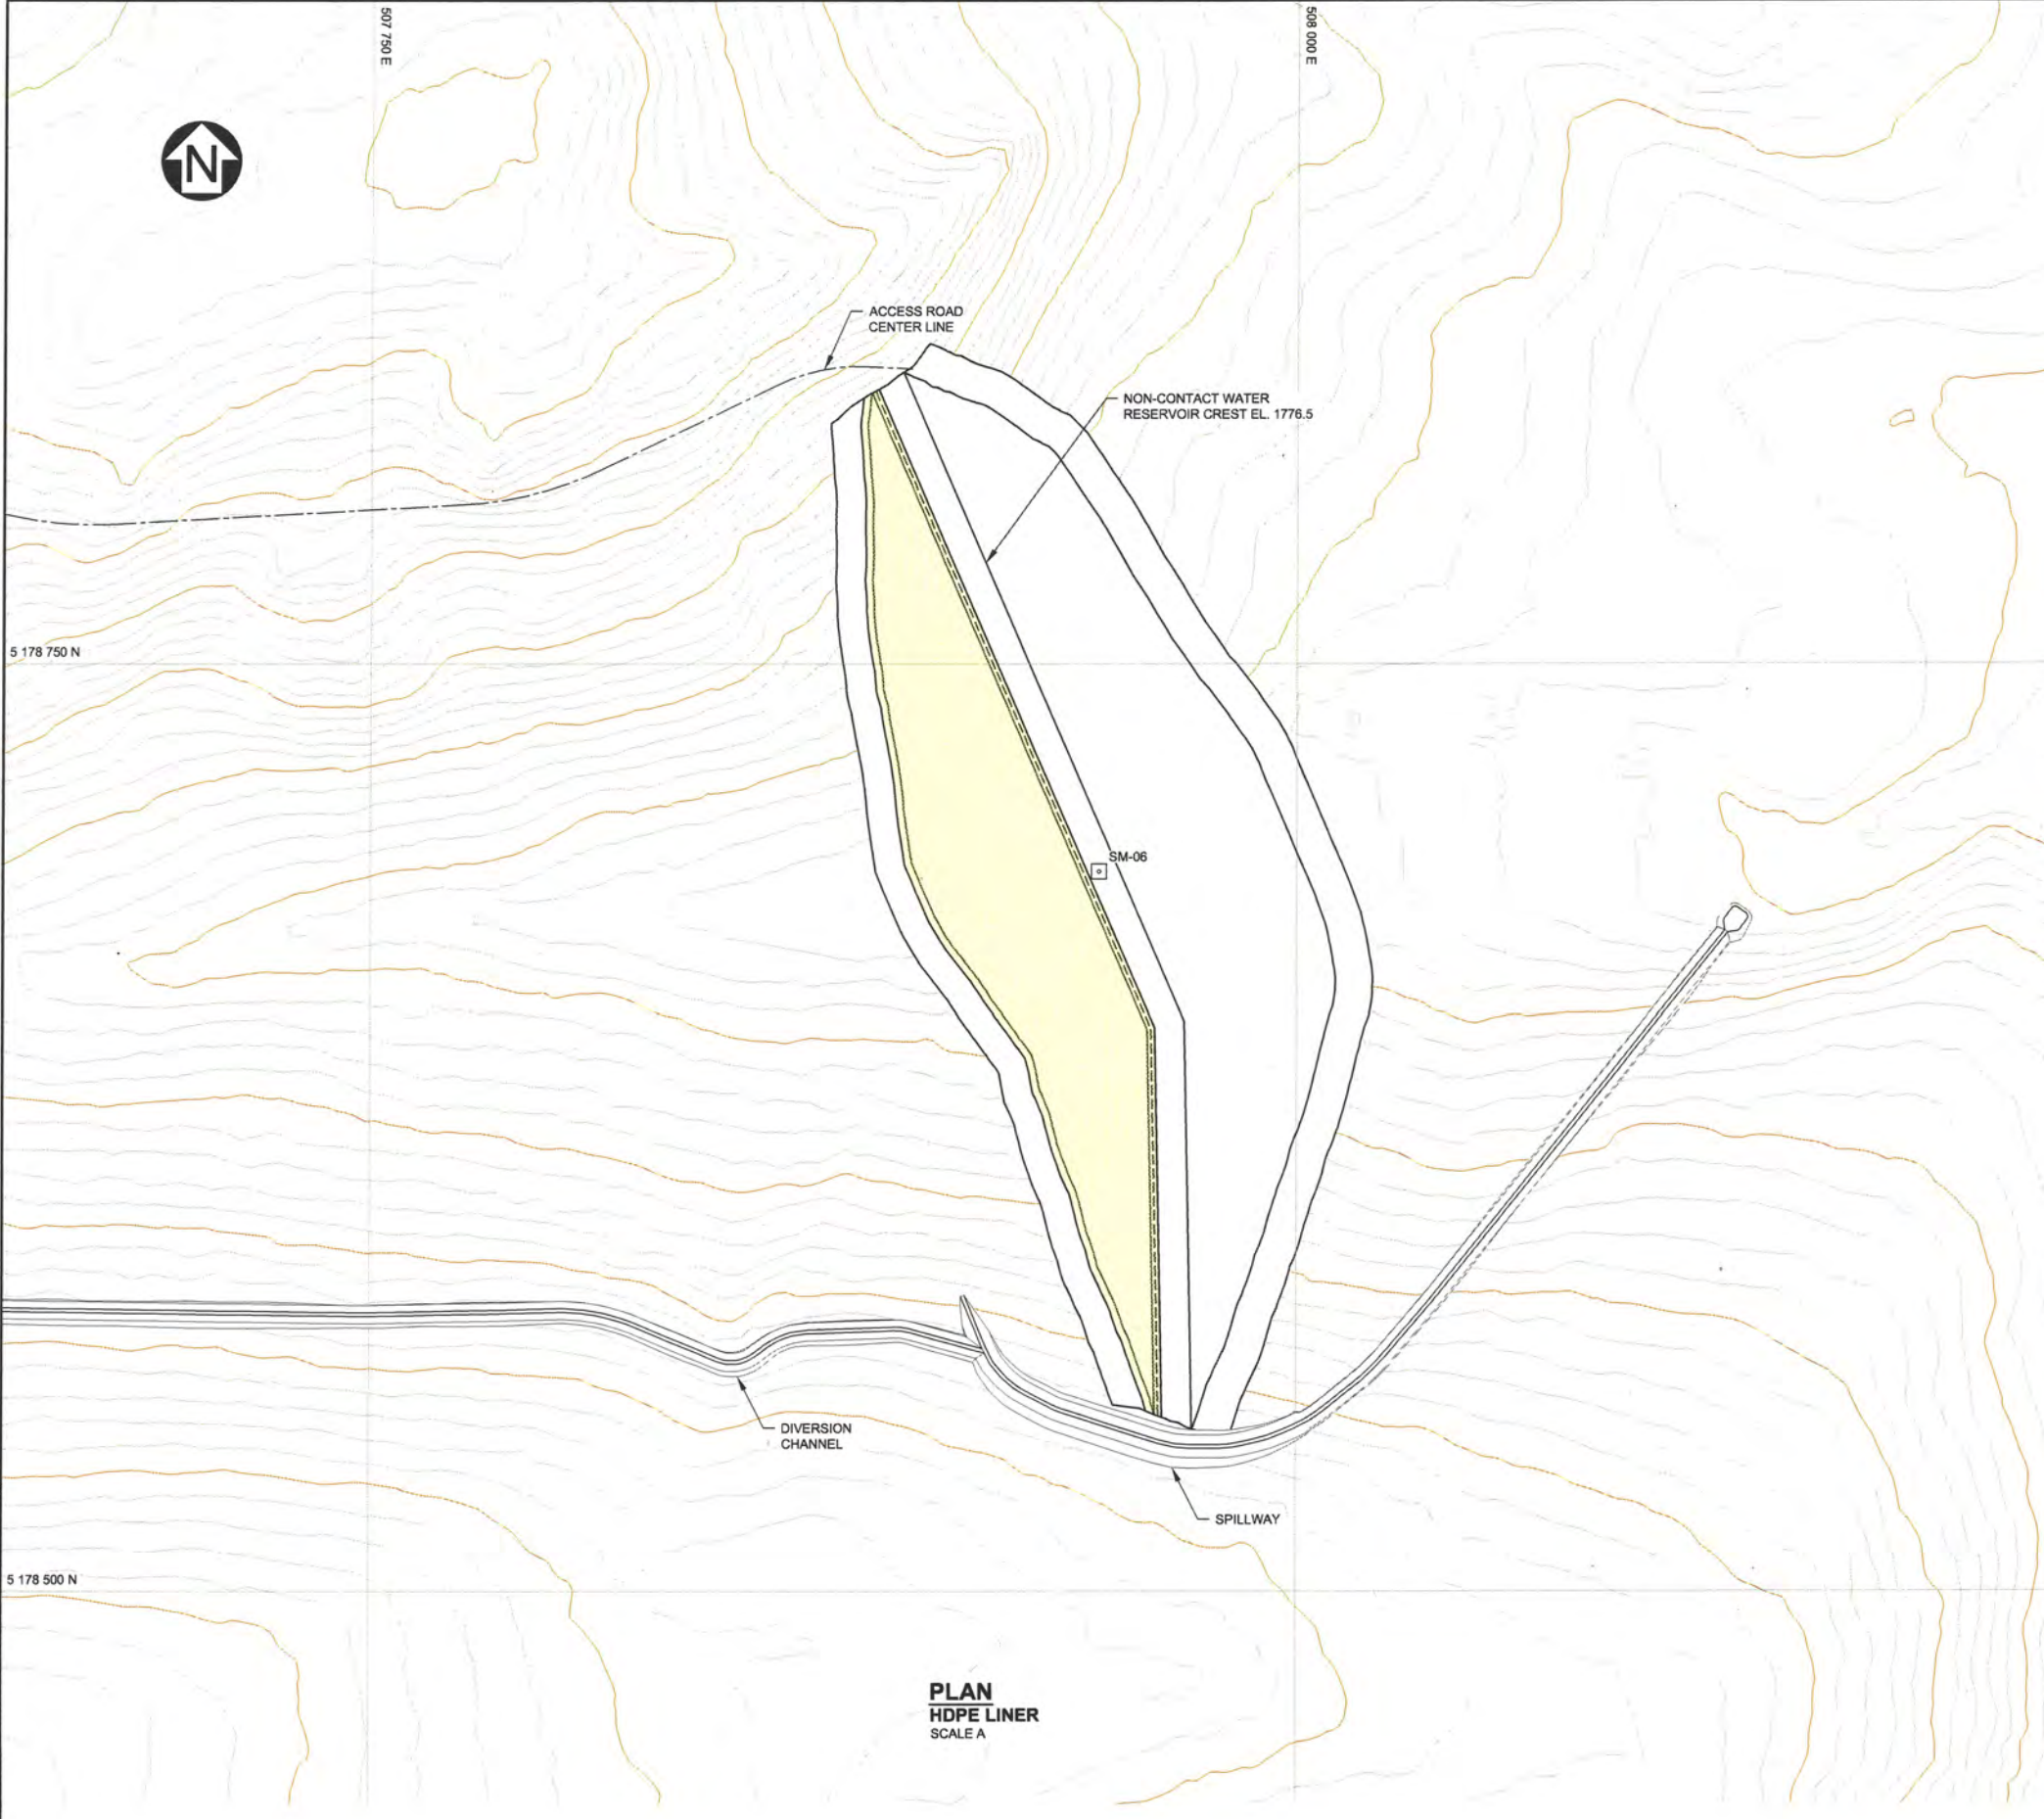 507 750 E
508 000 E
N
ACCESS ROAD
CENTER LINE
NON-CONTACT WATER
RESERVOIR CREST EL. 1776.5
5 178 750 N
SM-06
DIVERSION
CHANNEL
SPILLWAY
5 178 500 N
PLAN
HDPE LINER
SCALE A